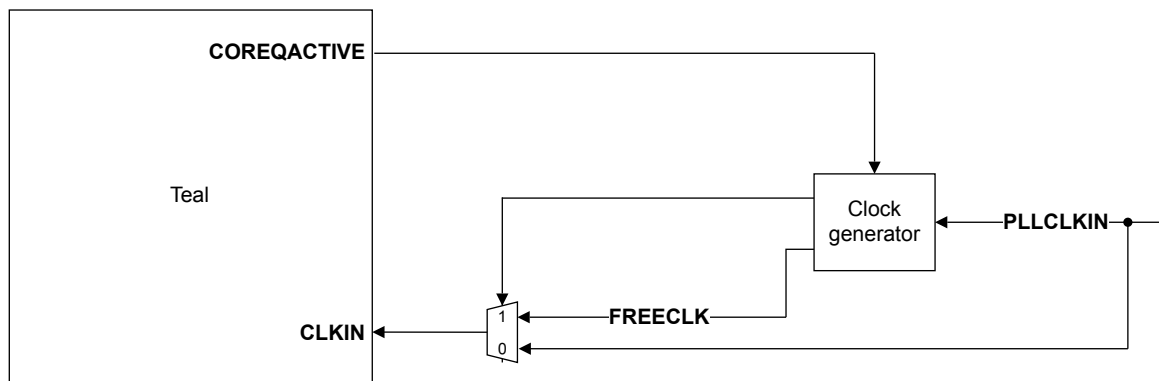 COREQACTIVE
Teal
Clock
generator
PLLCLKIN
1
FREECLK
CLKIN
0